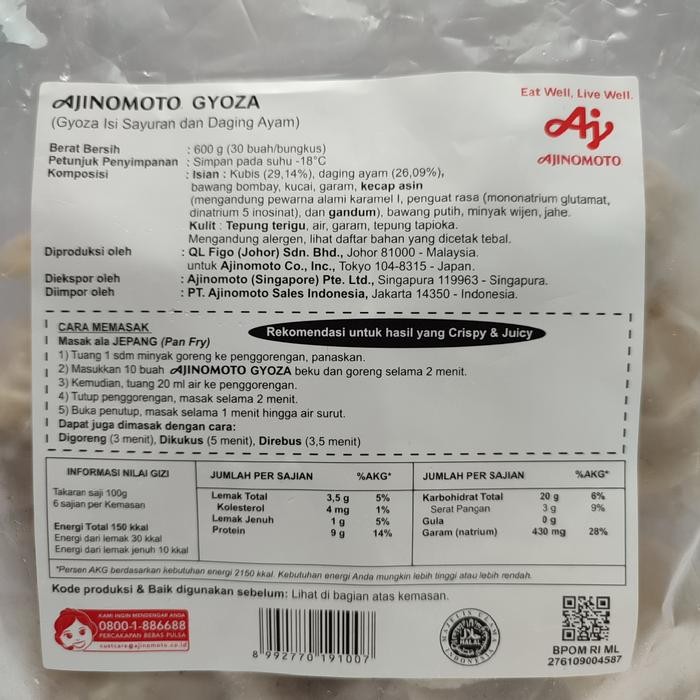 AJINOMOTO GYOZA
(Gyoza Isi Sayuran dan Daging Ayam)
Eat Well, Live Well.
Aj
AJINOMOTO
Berat Bersih : 600 g (30 buah/bungkus)
Petunjuk Penyimpanan : Simpan pada suhu -18°C
Komposisi : Isian : Kubis (29,14%), daging ayam (26,09%),
bawang bombay, kucai, garam, kecap asin
(mengandung pewarna alami karamel I, penguat rasa (mononatrium glutamat,
dinatrium 5 inosinat), dan gandum), bawang putih, minyak wijen, jahe.
Kulit : Tepung terigu, air, garam, tepung tapioka.
Mengandung alergen, lihat daftar bahan yang dicetak tebal.
Diproduksi oleh : QL Figo (Johor) Sdn. Bhd., Johor 81000 - Malaysia.
untuk Ajinomoto Co., Inc., Tokyo 104-8315 - Japan.
Diekspor oleh : Ajinomoto (Singapore) Pte. Ltd., Singapura 119963 - Singapura.
Diimpor oleh : PT. Ajinomoto Sales Indonesia, Jakarta 14350 - Indonesia.
CARA MEMASAK
Rekomendasi untuk hasil yang Crispy & Juicy
Masak ala JEPANG (Pan Fry)
1) Tuang 1 sdm minyak goreng ke penggorengan, panaskan.
2) Masukkan 10 buah AJINOMOTO GYOZA beku dan goreng selama 2 menit.
3) Kemudian, tuang 20 ml air ke penggorengan.
4) Tutup penggorengan, masak selama 2 menit.
5) Buka penutup, masak selama 1 menit hingga air surut.
Dapat juga dimasak dengan cara:
Digoreng (3 menit), Dikukus (5 menit), Direbus (3,5 menit)
INFORMASI NILAI GIZI
Takaran saji 100g
6 sajian per Kemasan
Energi Total 150 kkal
Energi dari lemak 30 kkal
Energi dari lemak jenuh 10 kkal
JUMLAH PER SAJIAN %AKG*
Lemak Total 3,5 g 5%
Kolesterol 4 mg 1%
Lemak Jenuh 1 g 5%
Protein 9 g 14%
JUMLAH PER SAJIAN %AKG*
Karbohidrat Total 20 g 6%
Serat Pangan 3 g 9%
Gula 0 g
Garam (natrium) 430 mg 28%
*Persen AKG berdasarkan kebutuhan energi 2150 kkal. Kebutuhan energi Anda mungkin lebih tinggi atau lebih rendah.
Kode produksi & Baik digunakan sebelum: Lihat di bagian atas kemasan.
KAMI INGIN MENDENGAR ANDA
0800-1-886688
PERCAKAPAN BEBAS PULSA
custcare@ajinomoto.co.id
8 992770 191007
MAJELIS ULAMA
HALAL
INDONESIA
BPOM RI ML
276109004587